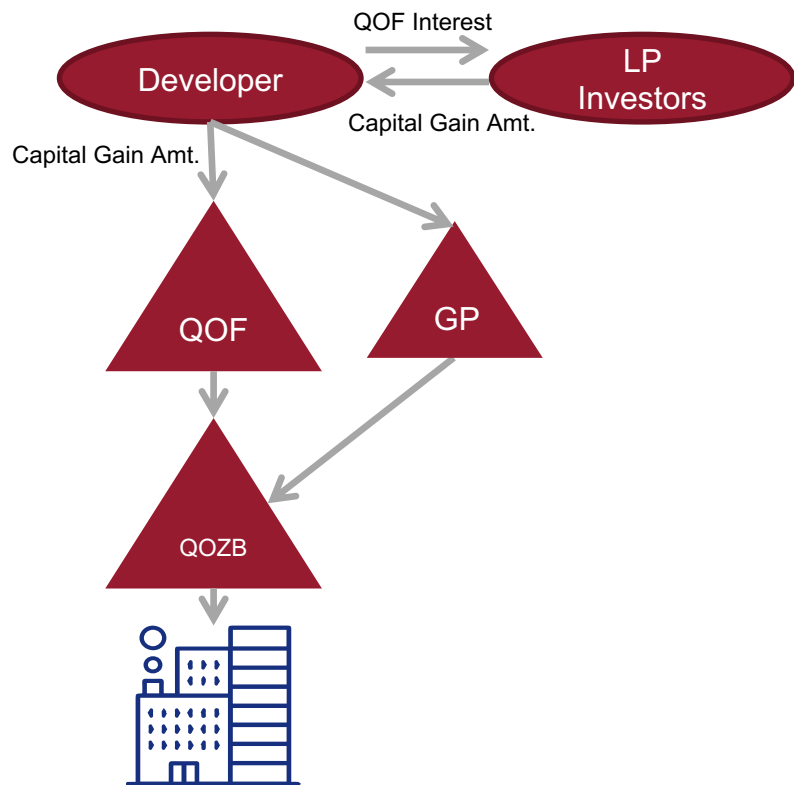 QOF Interest
Developer
LP
Investors
Capital Gain Amt.
Capital Gain Amt.
QOF
GP
QOZB